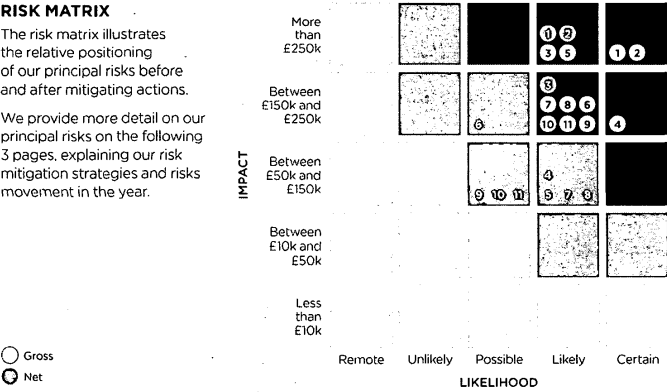 RISK MATRIX
The risk matrix illustrates
the relative positioning
of our principal risks before
and after mitigating actions.
We provide more detail on our
principal risks on the following
3 pages, explaining our risk
mitigation strategies and risks
movement in the year.
Gross
Net
IMPACT
More
than
£250k
1 2
3 5
1 2
Between
£150k and
£250k
6
3
7 8 6
10 11 9
4
Between
£50k and
£150k
9 10 11
4
5 7 8
Between
£10k and
£50k
Less
than
£10k
Remote Unlikely Possible Likely Certain
LIKELIHOOD